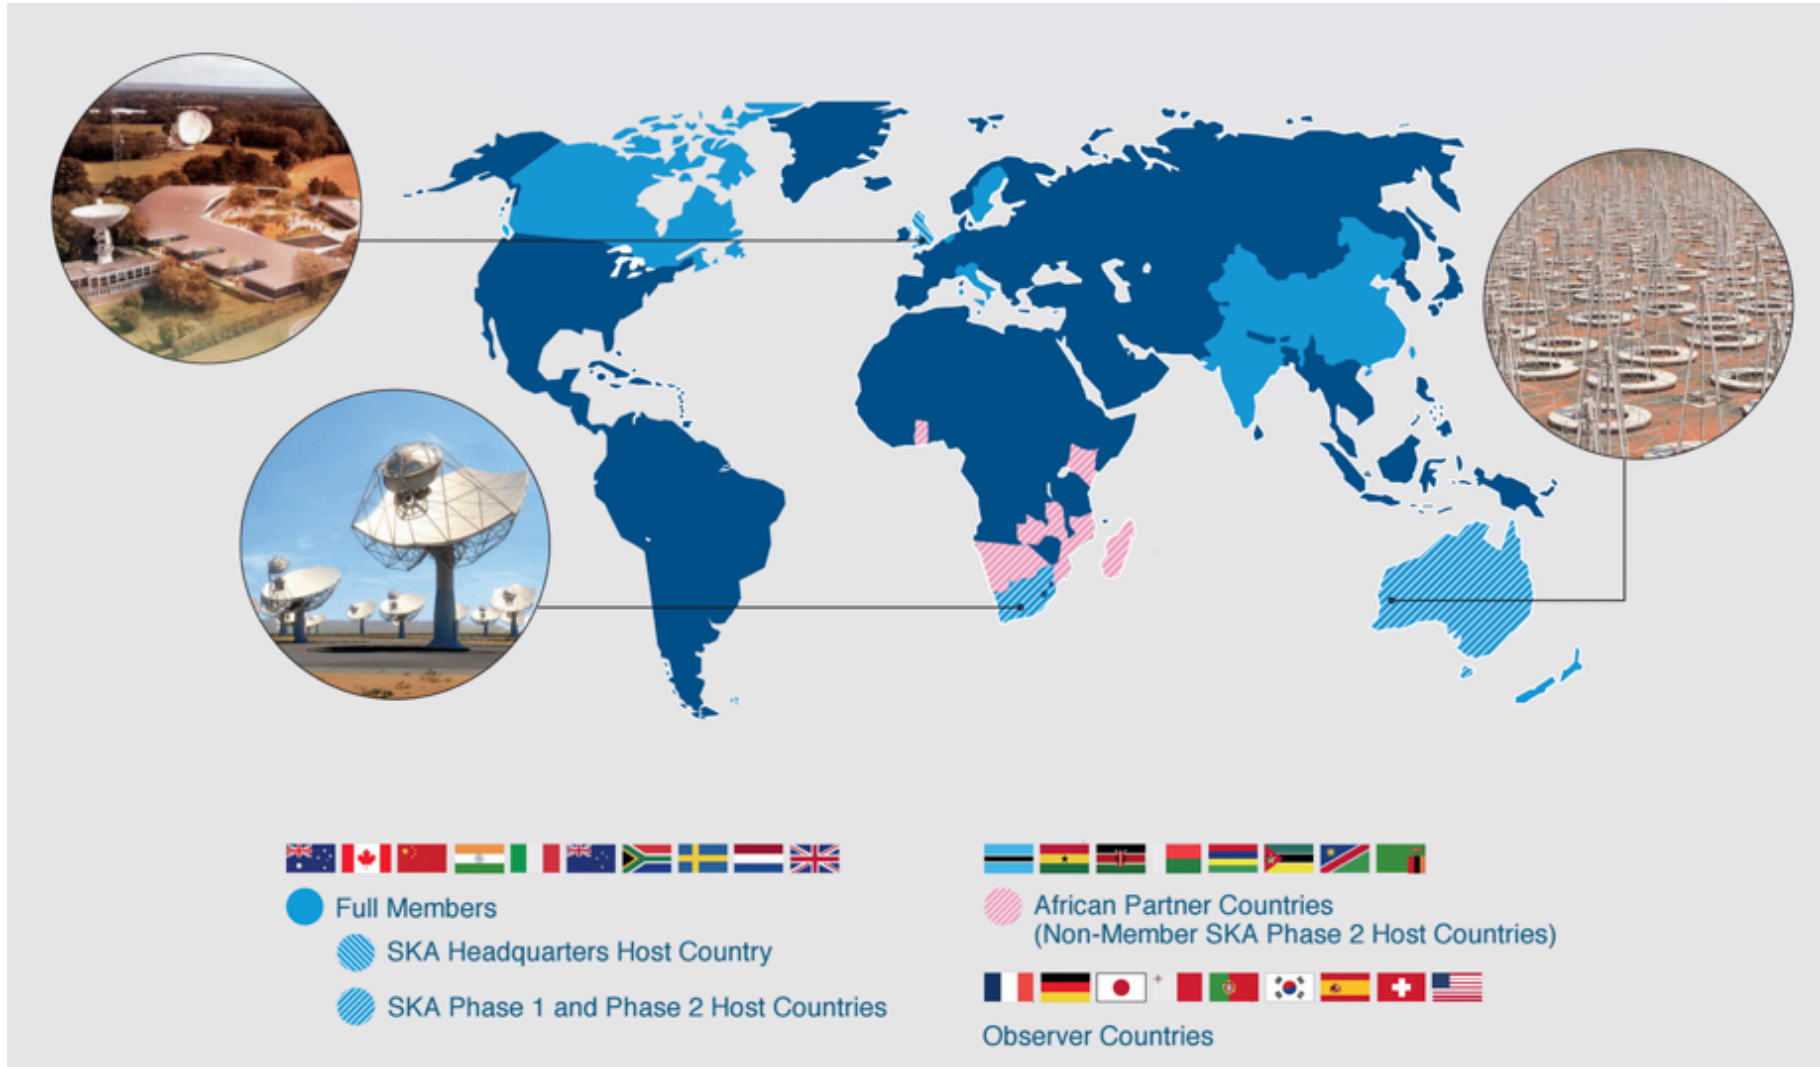 Full Members
SKA Headquarters Host Country
SKA Phase 1 and Phase 2 Host Countries
African Partner Countries
(Non-Member SKA Phase 2 Host Countries)
Observer Countries